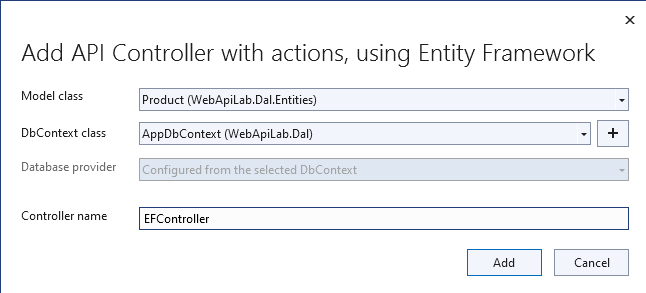 Add API Controller with actions, using Entity Framework
Model class
Product (WebApiLab.Dal.Entities)
DbContext class
AppDbContext (WebApiLab.Dal)
Database provider
Configured from the selected DbContext
Controller name
EFController
Add
Cancel